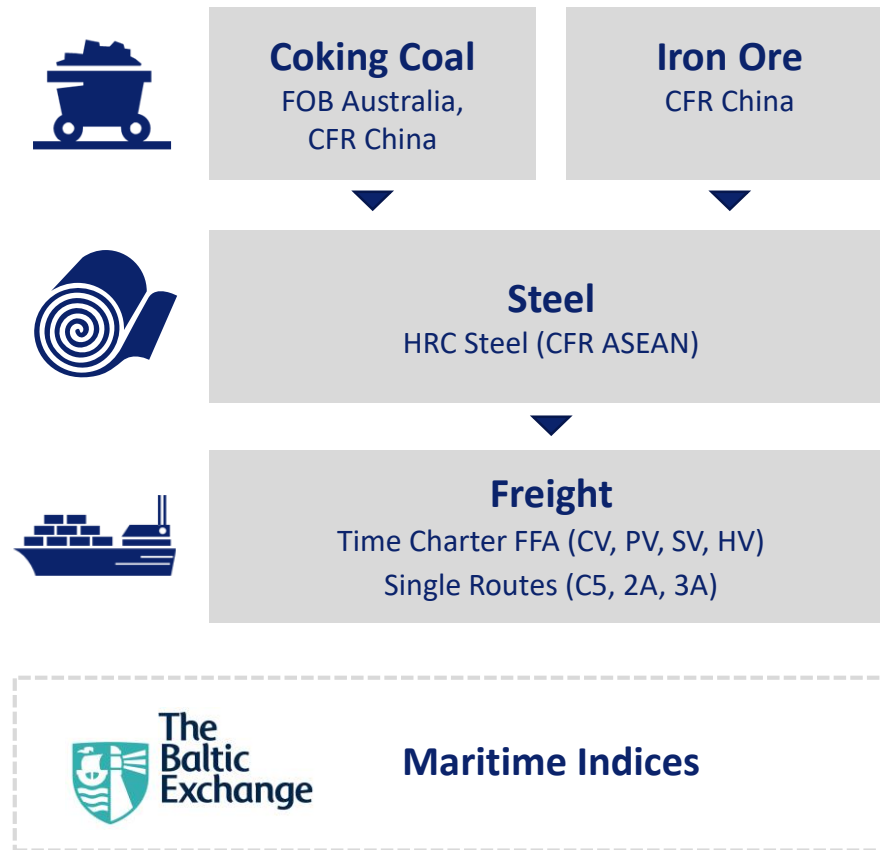 Coking Coal
FOB Australia,
CFR China
Iron Ore
CFR China
Steel
HRC Steel (CFR ASEAN)
Freight
Time Charter FFA (CV, PV, SV, HV)
Single Routes (C5, 2A, 3A)
The
Baltic
Exchange
Maritime Indices